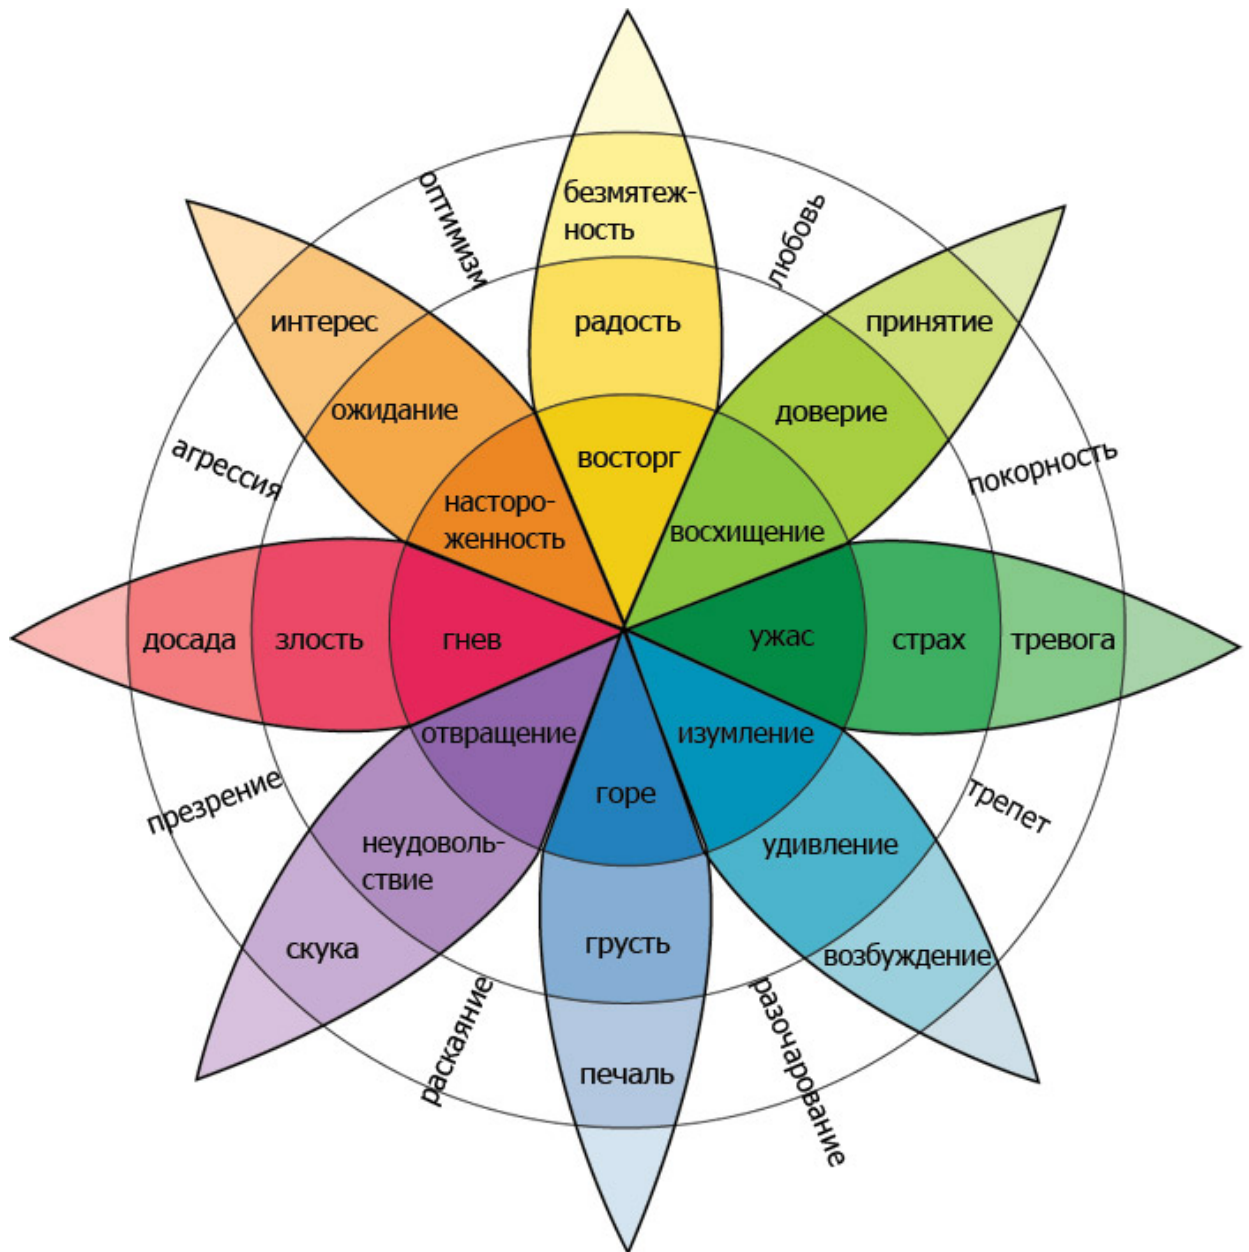 безмятеж-
ность
оптимизм
любовь
интерес
радость
принятие
ожидание
доверие
агрессия
восторг
покорность
насторо-
женность
восхищение
досада
злость
гнев
ужас
страх
тревога
отвращение
изумление
презрение
горе
трепет
неудоволь-
ствие
удивление
скука
грусть
возбуждение
раскаяние
печаль
разочарование